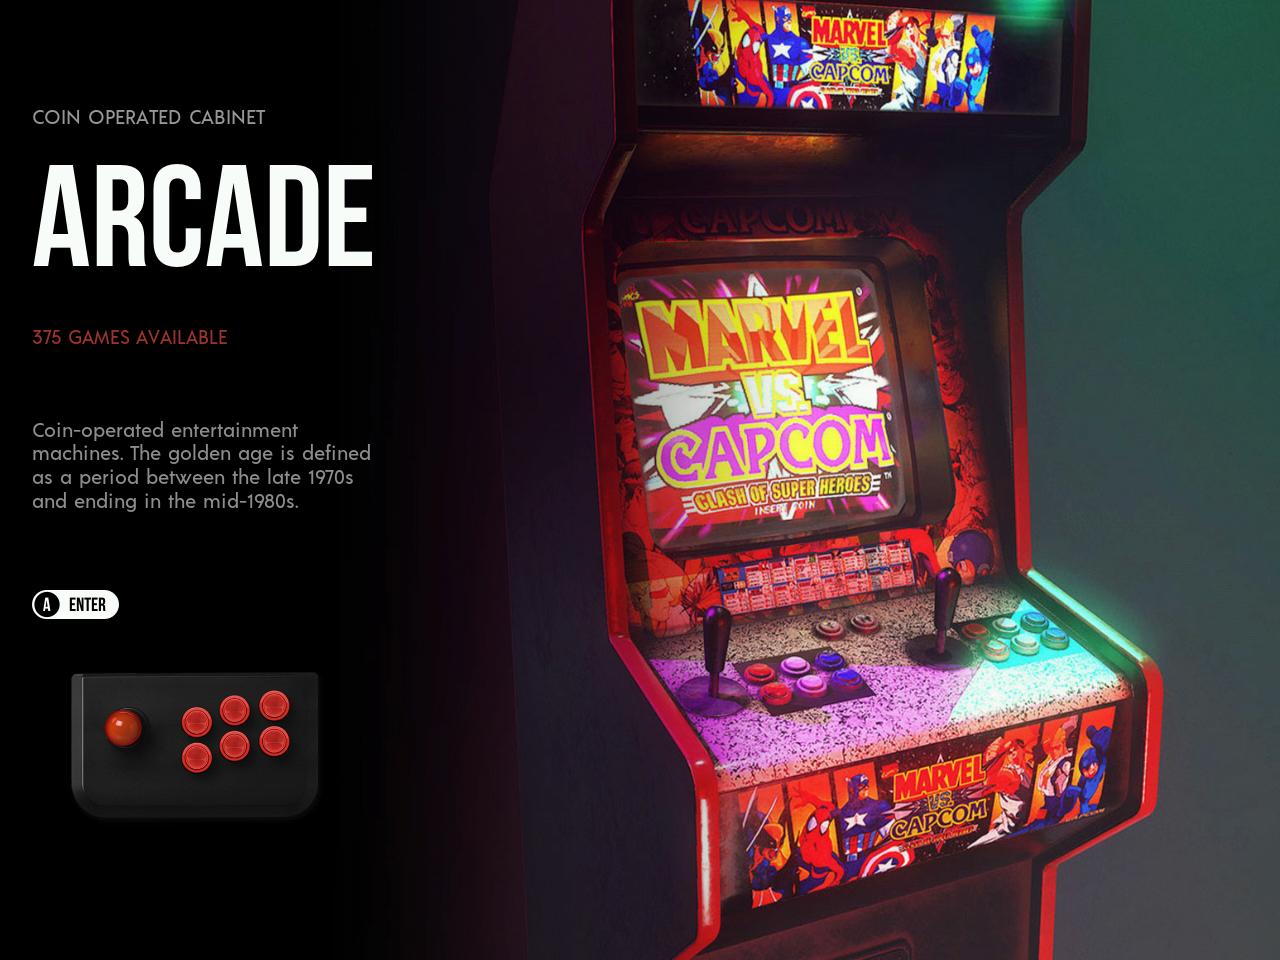 COIN OPERATED CABINET
ARCADE
375 GAMES AVAILABLE
Coin-operated entertainment
machines. The golden age is defined
as a period between the late 1970s
and ending in the mid-1980s.
A ENTER
MARVEL
VS.
CAPCOM
CAPCOM
MARVEL
VS.
CAPCOM
TM
CLASH OF SUPER HEROES
INSERT COIN
MARVEL
VS.
CAPCOM